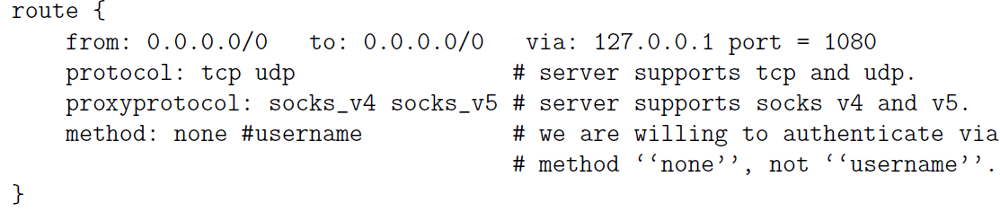 route {
    from: 0.0.0.0/0   to: 0.0.0.0/0   via: 127.0.0.1 port = 1080
    protocol: tcp udp                # server supports tcp and udp.
    proxyprotocol: socks_v4 socks_v5 # server supports socks v4 and v5.
    method: none #username           # we are willing to authenticate via
                                     # method ‘‘none’’, not ‘‘username’’.
}